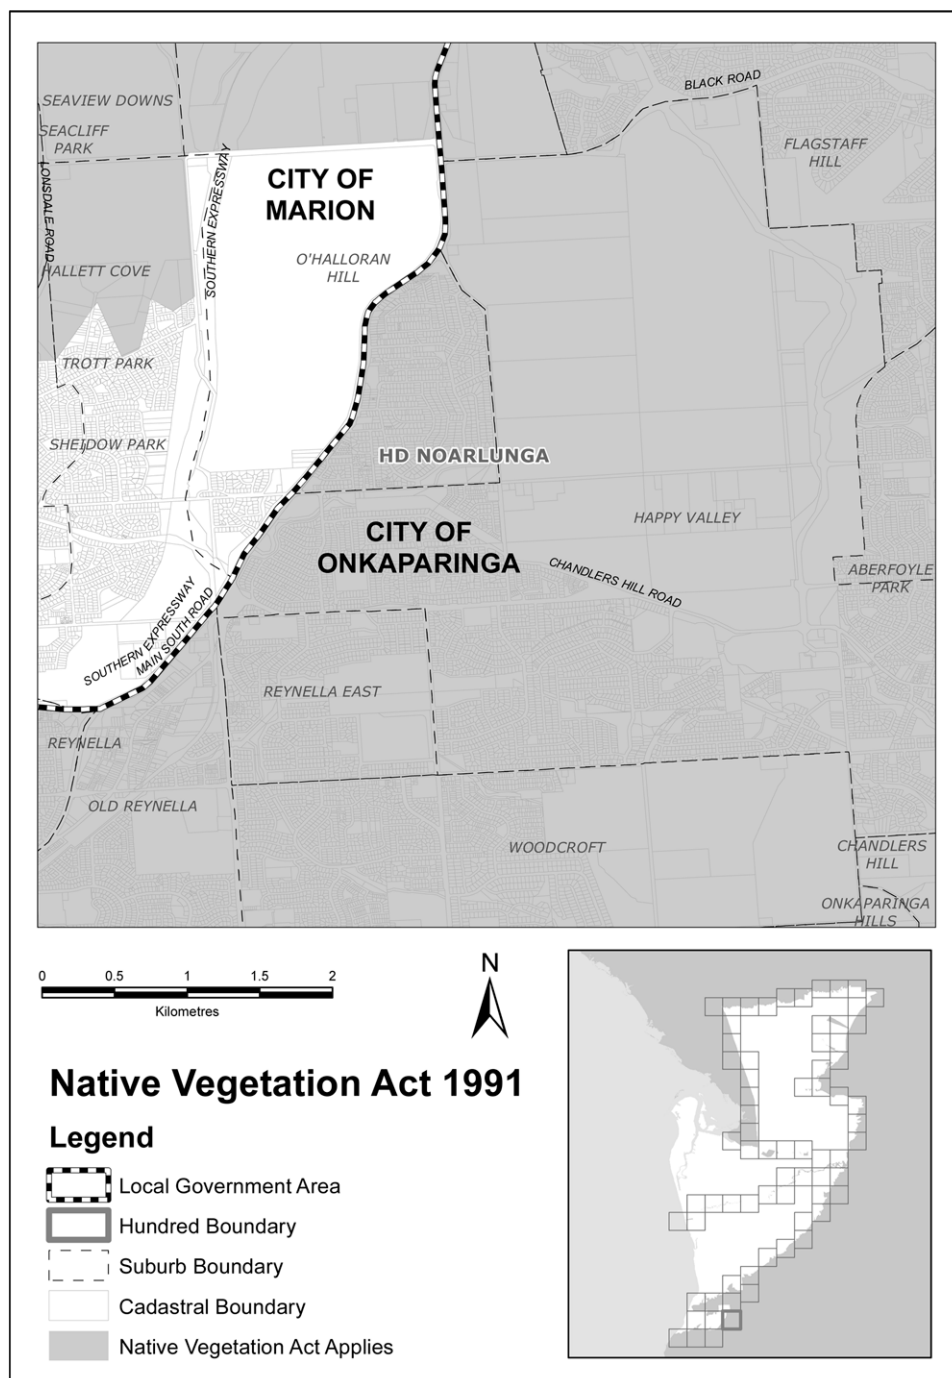 BLACK ROAD
SEAVIEW DOWNS
SEACLIFF
PARK
FLAGSTAFF
HILL
CITY OF
MARION
LONSDALE ROAD
SOUTHERN EXPRESSWAY
O'HALLORAN
HILL
HALLETT COVE
TROTT PARK
SHEIDOW PARK
HD NOARLUNGA
HAPPY VALLEY
CITY OF
ONKAPARINGA
CHANDLERS HILL ROAD
ABERFOYLE
PARK
SOUTHERN EXPRESSWAY
MAIN SOUTH ROAD
REYNELLA EAST
REYNELLA
OLD REYNELLA
WOODCROFT
CHANDLERS
HILL
ONKAPARINGA
HILLS
0 0.5 1 1.5 2
Kilometres
N
Native Vegetation Act 1991
Legend
Local Government Area
Hundred Boundary
Suburb Boundary
Cadastral Boundary
Native Vegetation Act Applies